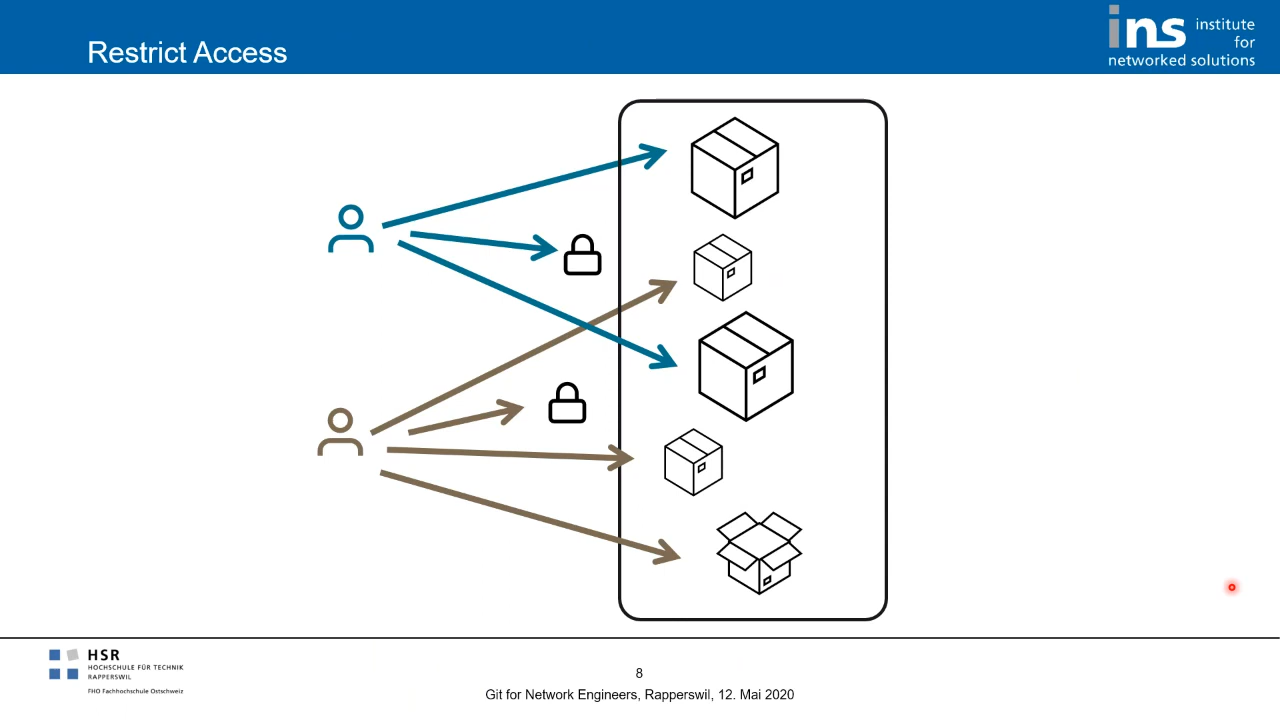 Restrict Access
ins institute
for
networked solutions
HSR
HOCHSCHULE FÜR TECHNIK
RAPPERSWIL
FHO Fachhochschule Ostschweiz
8
Git for Network Engineers, Rapperswil, 12. Mai 2020